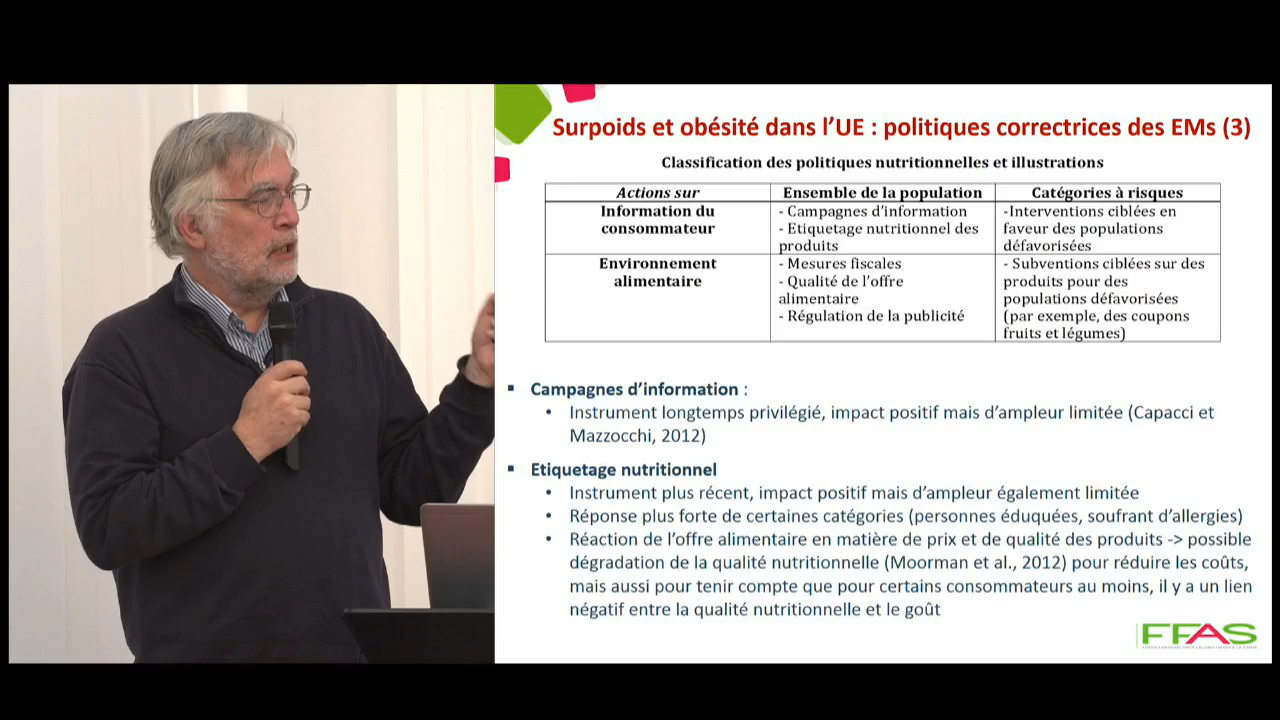 Surpoids et obésité dans l’UE : politiques correctrices des EMs (3)
Classification des politiques nutritionnelles et illustrations
Actions sur
Ensemble de la population
Catégories à risques
Information du
consommateur
- Campagnes d’information
- Etiquetage nutritionnel des
produits
-Interventions ciblées en
faveur des populations
défavorisées
Environnement
alimentaire
- Mesures fiscales
- Qualité de l’offre
alimentaire
- Régulation de la publicité
- Subventions ciblées sur des
produits pour des
populations défavorisées
(par exemple, des coupons
fruits et légumes)
▪ Campagnes d’information :
• Instrument longtemps privilégié, impact positif mais d’ampleur limitée (Capacci et
Mazzocchi, 2012)
▪ Etiquetage nutritionnel
• Instrument plus récent, impact positif mais d’ampleur également limitée
• Réponse plus forte de certaines catégories (personnes éduquées, soufrant d’allergies)
• Réaction de l’offre alimentaire en matière de prix et de qualité des produits -> possible
dégradation de la qualité nutritionnelle (Moorman et al., 2012) pour réduire les coûts,
mais aussi pour tenir compte que pour certains consommateurs au moins, il y a un lien
négatif entre la qualité nutritionnelle et le goût
FFAS